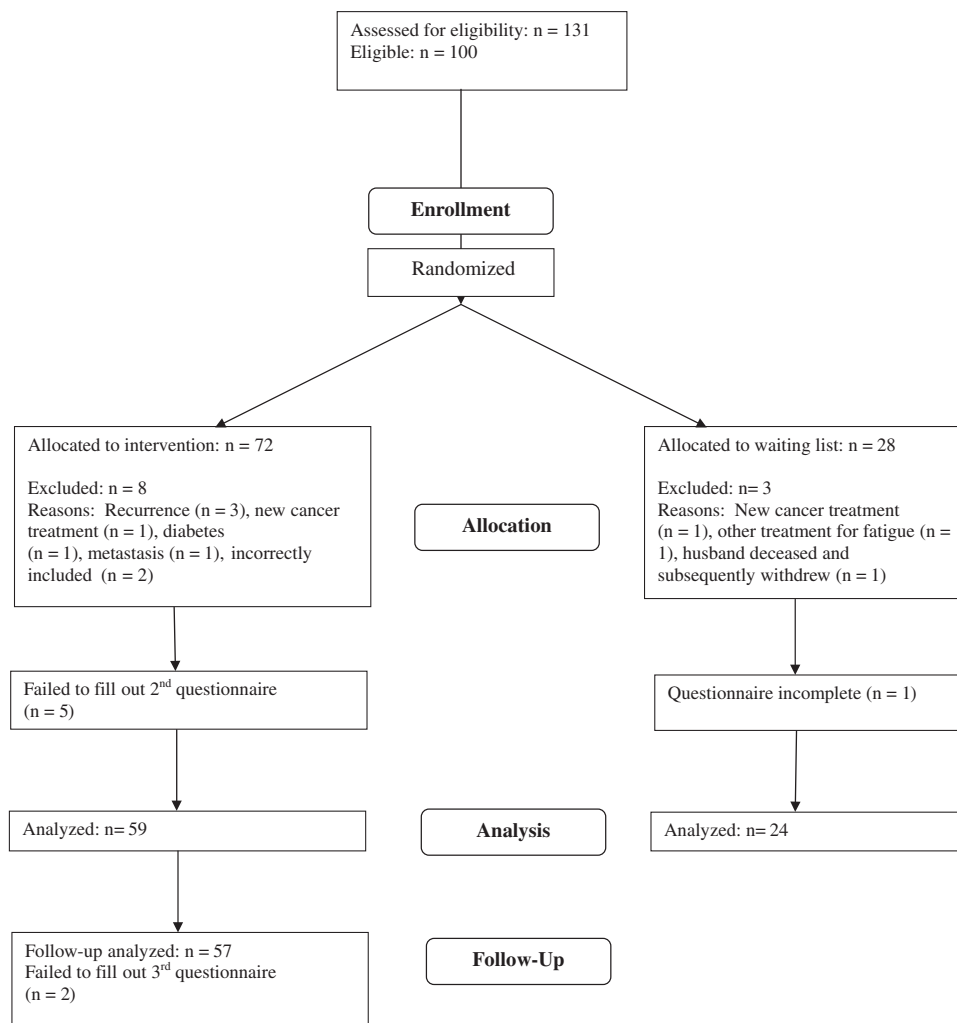 Assessed for eligibility: n = 131
Eligible: n = 100
Enrollment
Randomized
Allocated to intervention: n = 72
Excluded: n = 8
Reasons: Recurrence (n = 3), new cancer
treatment (n = 1), diabetes
(n = 1), metastasis (n = 1), incorrectly
included (n = 2)
Allocation
Allocated to waiting list: n = 28
Excluded: n= 3
Reasons: New cancer treatment
(n = 1), other treatment for fatigue (n =
1), husband deceased and
subsequently withdrew (n = 1)
Failed to fill out 2nd questionnaire
(n = 5)
Questionnaire incomplete (n = 1)
Analyzed: n= 59
Analysis
Analyzed: n= 24
Follow-up analyzed: n = 57
Failed to fill out 3rd questionnaire
(n = 2)
Follow-Up